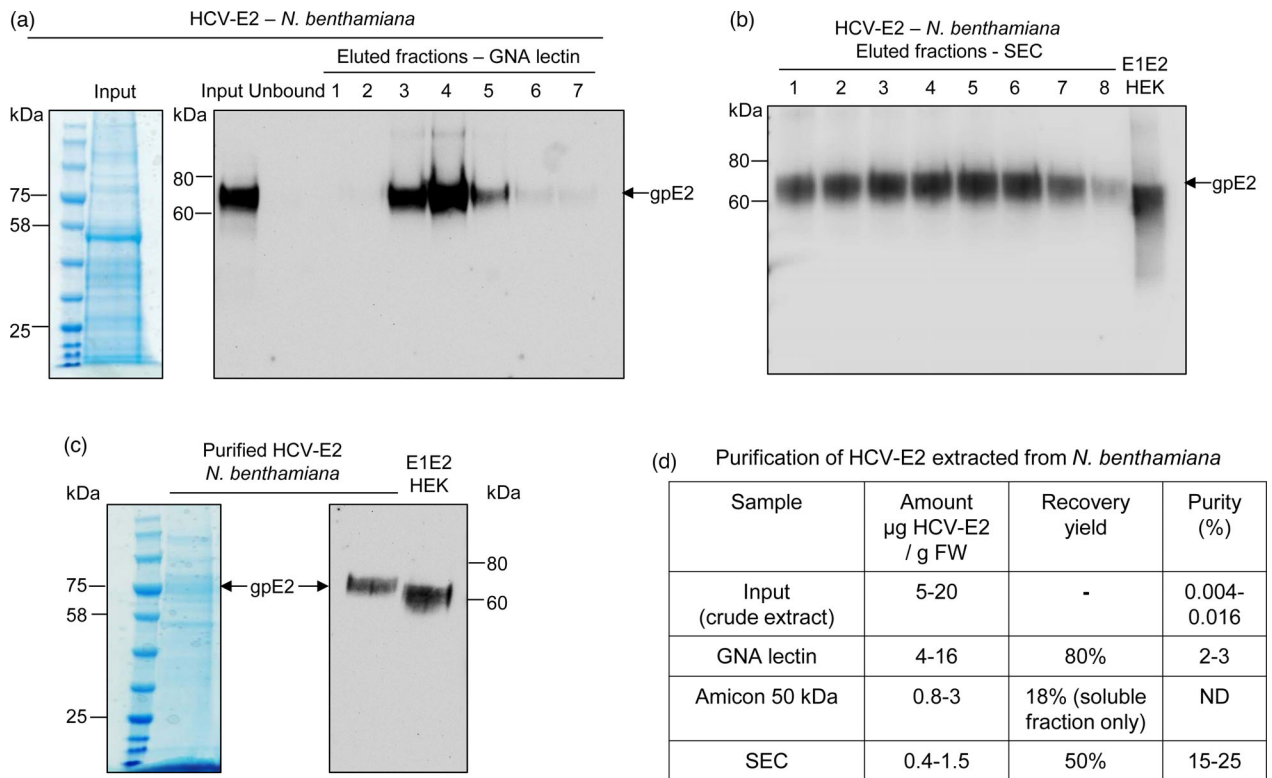 (a)
HCV-E2 – N. benthamiana
Eluted fractions – GNA lectin
Input
Input Unbound 1 2 3 4 5 6 7
kDa
75
58
25
kDa
80
60
gpE2
(b)
HCV-E2 – N. benthamiana
Eluted fractions - SEC
E1E2
HEK
1 2 3 4 5 6 7 8
kDa
80
60
gpE2
(c)
Purified HCV-E2
N. benthamiana
E1E2
HEK
kDa
75
58
25
gpE2
kDa
80
60
(d) Purification of HCV-E2 extracted from N. benthamiana
Sample
Amount
µg HCV-E2
/ g FW
Recovery
yield
Purity
(%)
Input
(crude extract)
5-20
-
0.004-
0.016
GNA lectin
4-16
80%
2-3
Amicon 50 kDa
0.8-3
18% (soluble
fraction only)
ND
SEC
0.4-1.5
50%
15-25